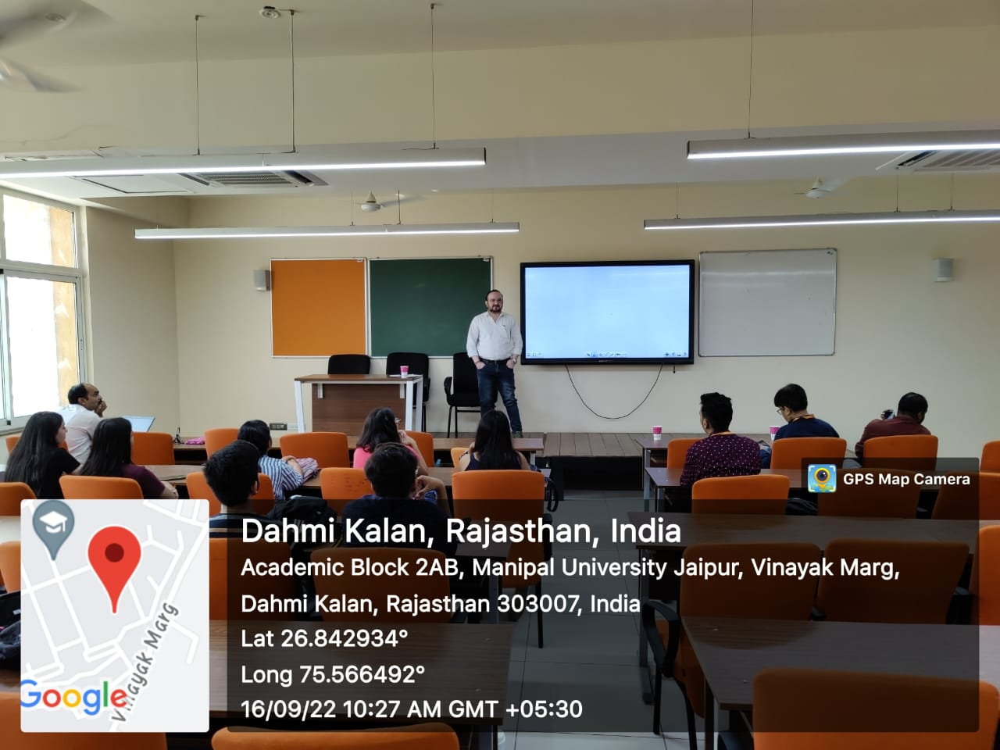 GPS Map Camera
Dahmi Kalan, Rajasthan, India
Academic Block 2AB, Manipal University Jaipur, Vinayak Marg,
Dahmi Kalan, Rajasthan 303007, India
Lat 26.842934°
Long 75.566492°
16/09/22 10:27 AM GMT +05:30
Vinayak Marg
Google